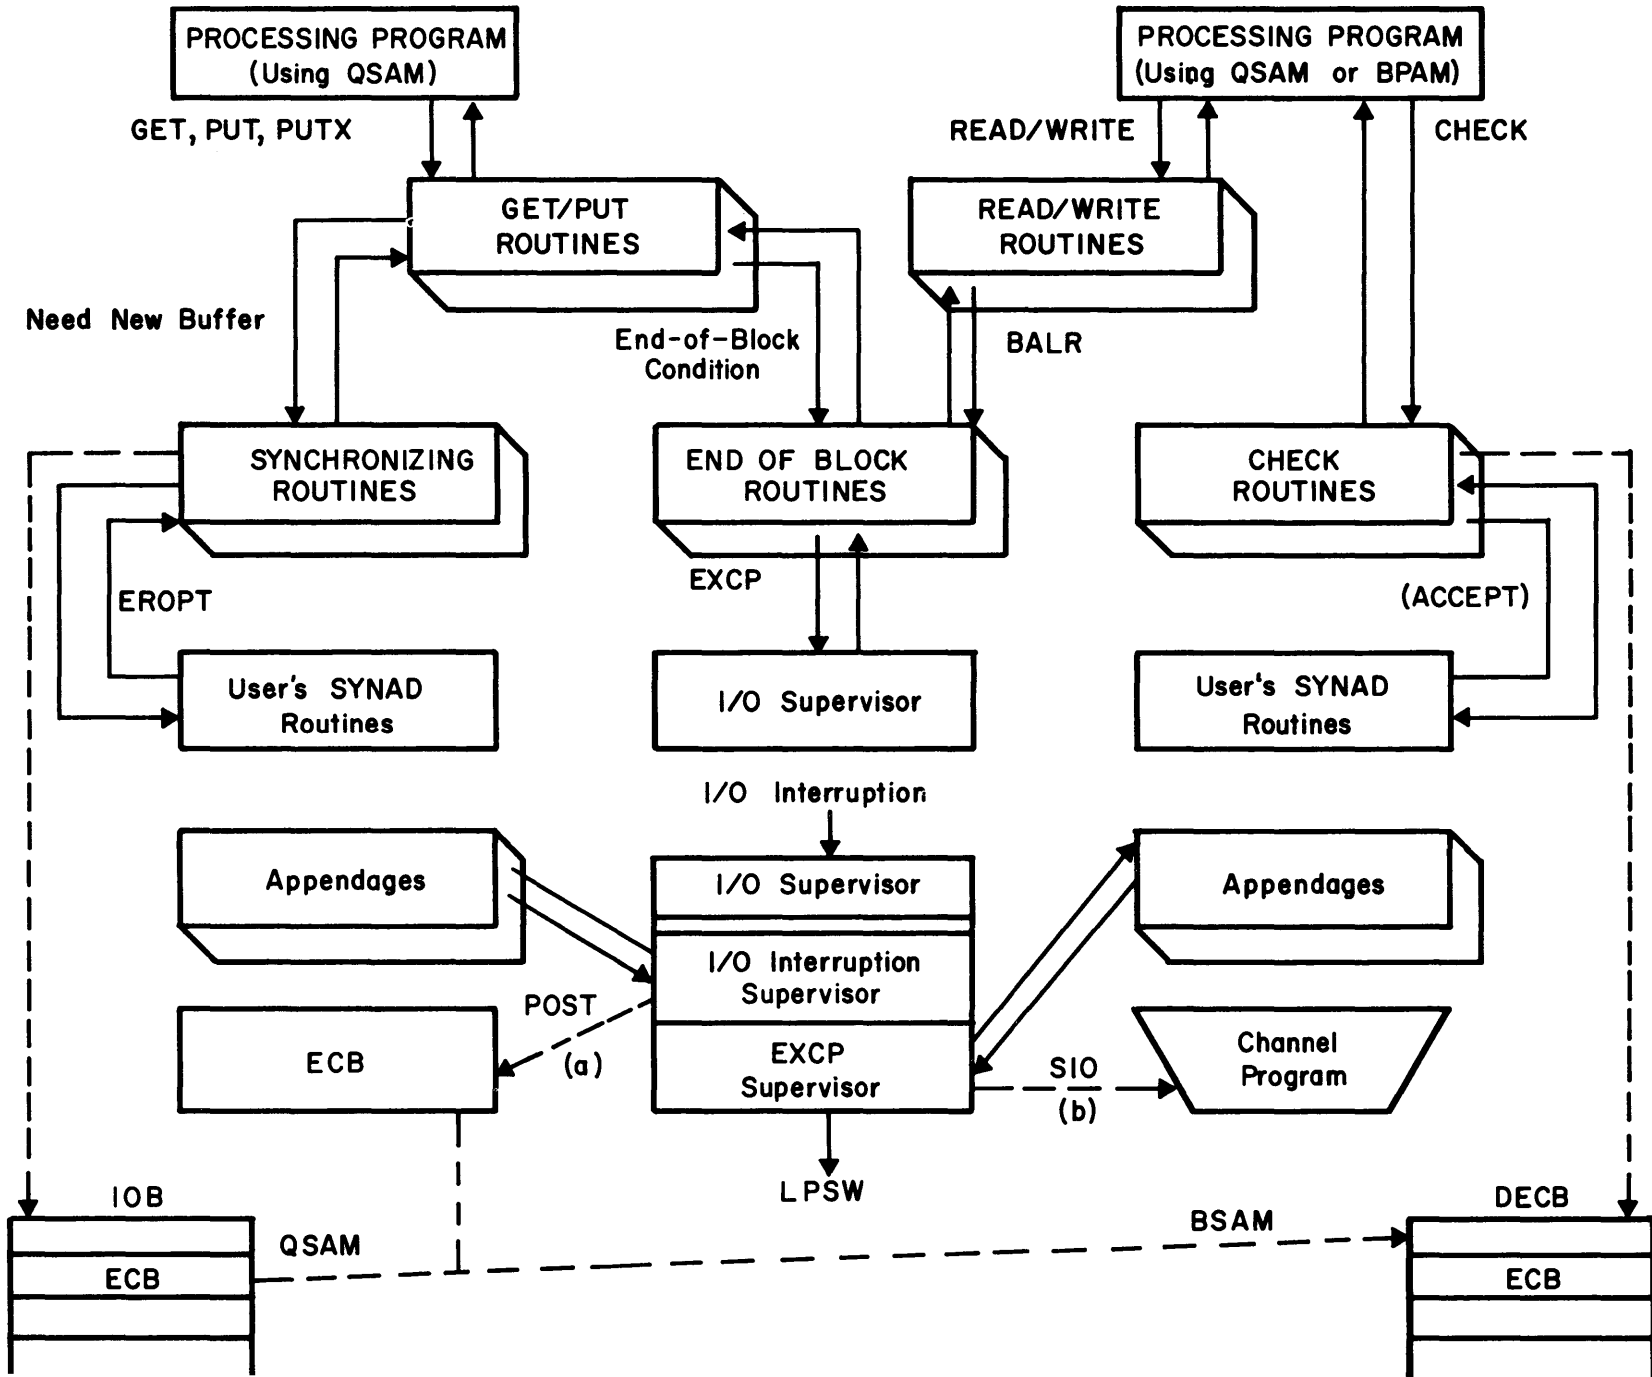 PROCESSING PROGRAM
(Using QSAM)
PROCESSING PROGRAM
(Using QSAM or BPAM)
GET, PUT, PUTX
READ/WRITE
CHECK
GET/PUT
ROUTINES
READ/WRITE
ROUTINES
Need New Buffer
End-of-Block
Condition
BALR
SYNCHRONIZING
ROUTINES
END OF BLOCK
ROUTINES
CHECK
ROUTINES
EROPT
EXCP
(ACCEPT)
User's SYNAD
Routines
I/O Supervisor
User's SYNAD
Routines
I/O Interruption
Appendages
I/O Supervisor
Appendages
I/O Interruption
Supervisor
POST
(a)
ECB
EXCP
Supervisor
SIO
(b)
Channel
Program
LPSW
IOB
DECB
QSAM
BSAM
ECB
ECB